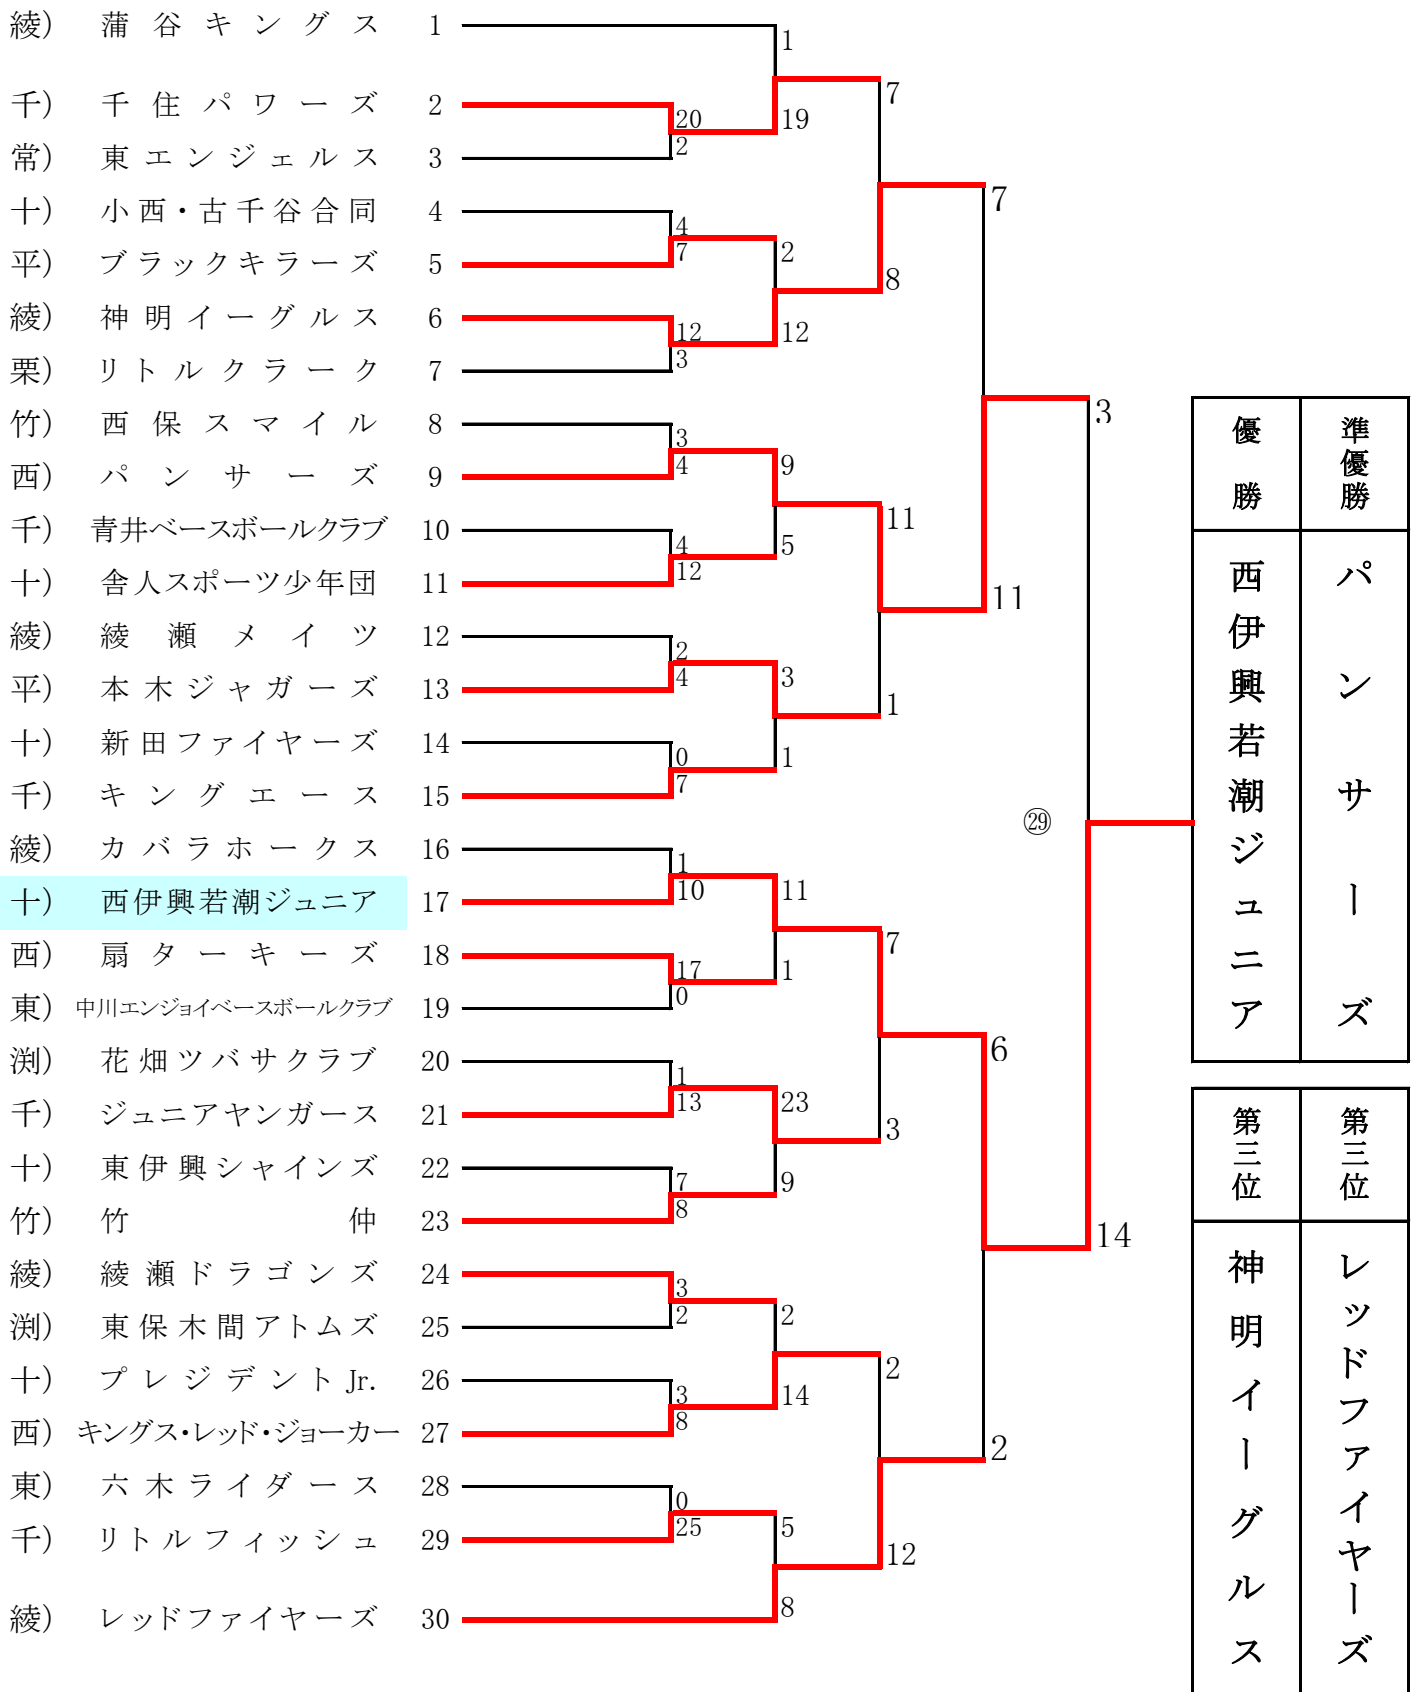 綾） 蒲谷キングス 1
1
7
千） 千住パワーズ 2
20
19
常） 東エンジェルス 3
2
十） 小西・古千谷合同 4
7
4
平） ブラックキラーズ 5
7
2
8
綾） 神明イーグルス 6
12
12
栗） リトルクラーク 7
3
3
竹） 西保スマイル 8
3
西） パンサーズ 9
4
9
千） 青井ベースボールクラブ 10
11
4
5
十） 舎人スポーツ少年団 11
12
11
綾） 綾瀬メイツ 12
2
平） 本木ジャガーズ 13
4
3
1
十） 新田ファイヤーズ 14
0
1
千） キングエース 15
7
㉙
綾） カバラホークス 16
1
十） 西伊興若潮ジュニア 17
10
11
西） 扇ターキーズ 18
7
17
1
東） 中川エンジョイベースボールクラブ 19
0
渕） 花畑ツバサクラブ 20
6
1
千） ジュニアヤンガース 21
13
23
3
十） 東伊興シャインズ 22
7
9
竹） 竹仲 23
8
14
綾） 綾瀬ドラゴンズ 24
3
渕） 東保木間アトムズ 25
2
2
十） プレジデントJr. 26
2
3
14
西） キングス・レッド・ジョーカー 27
8
2
東） 六木ライダース 28
0
千） リトルフィッシュ 29
25
5
12
綾） レッドファイヤーズ 30
8
優勝
西伊興若潮ジュニア
準優勝
パンサーズ
第三位
神明イーグルス
第三位
レッドファイヤーズ